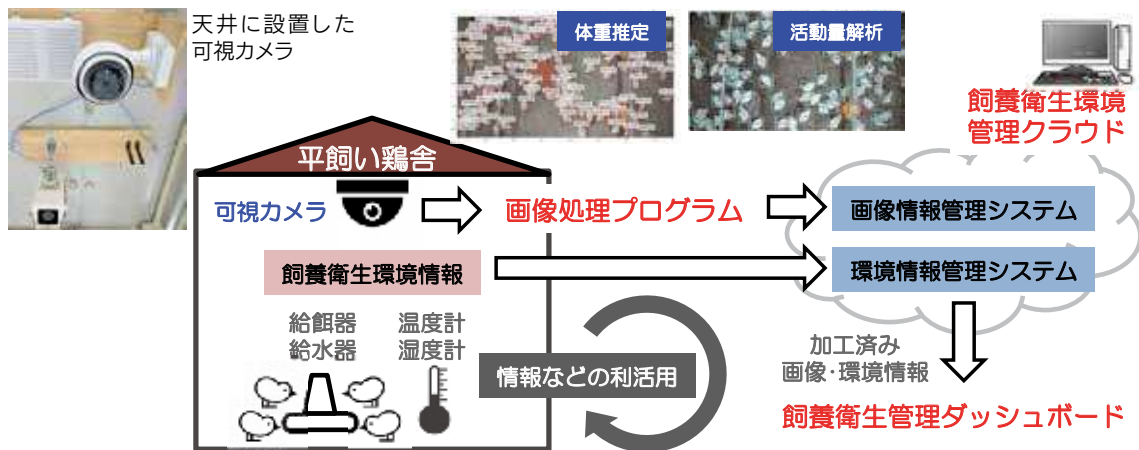 天井に設置した
可視カメラ
体重推定
活動量解析
飼養衛生環境
管理クラウド
平飼い鶏舎
可視カメラ
画像処理プログラム
画像情報管理システム
飼養衛生環境情報
環境情報管理システム
給餌器
給水器
温度計
湿度計
情報などの利活用
加工済み
画像・環境情報
飼養衛生管理ダッシュボード